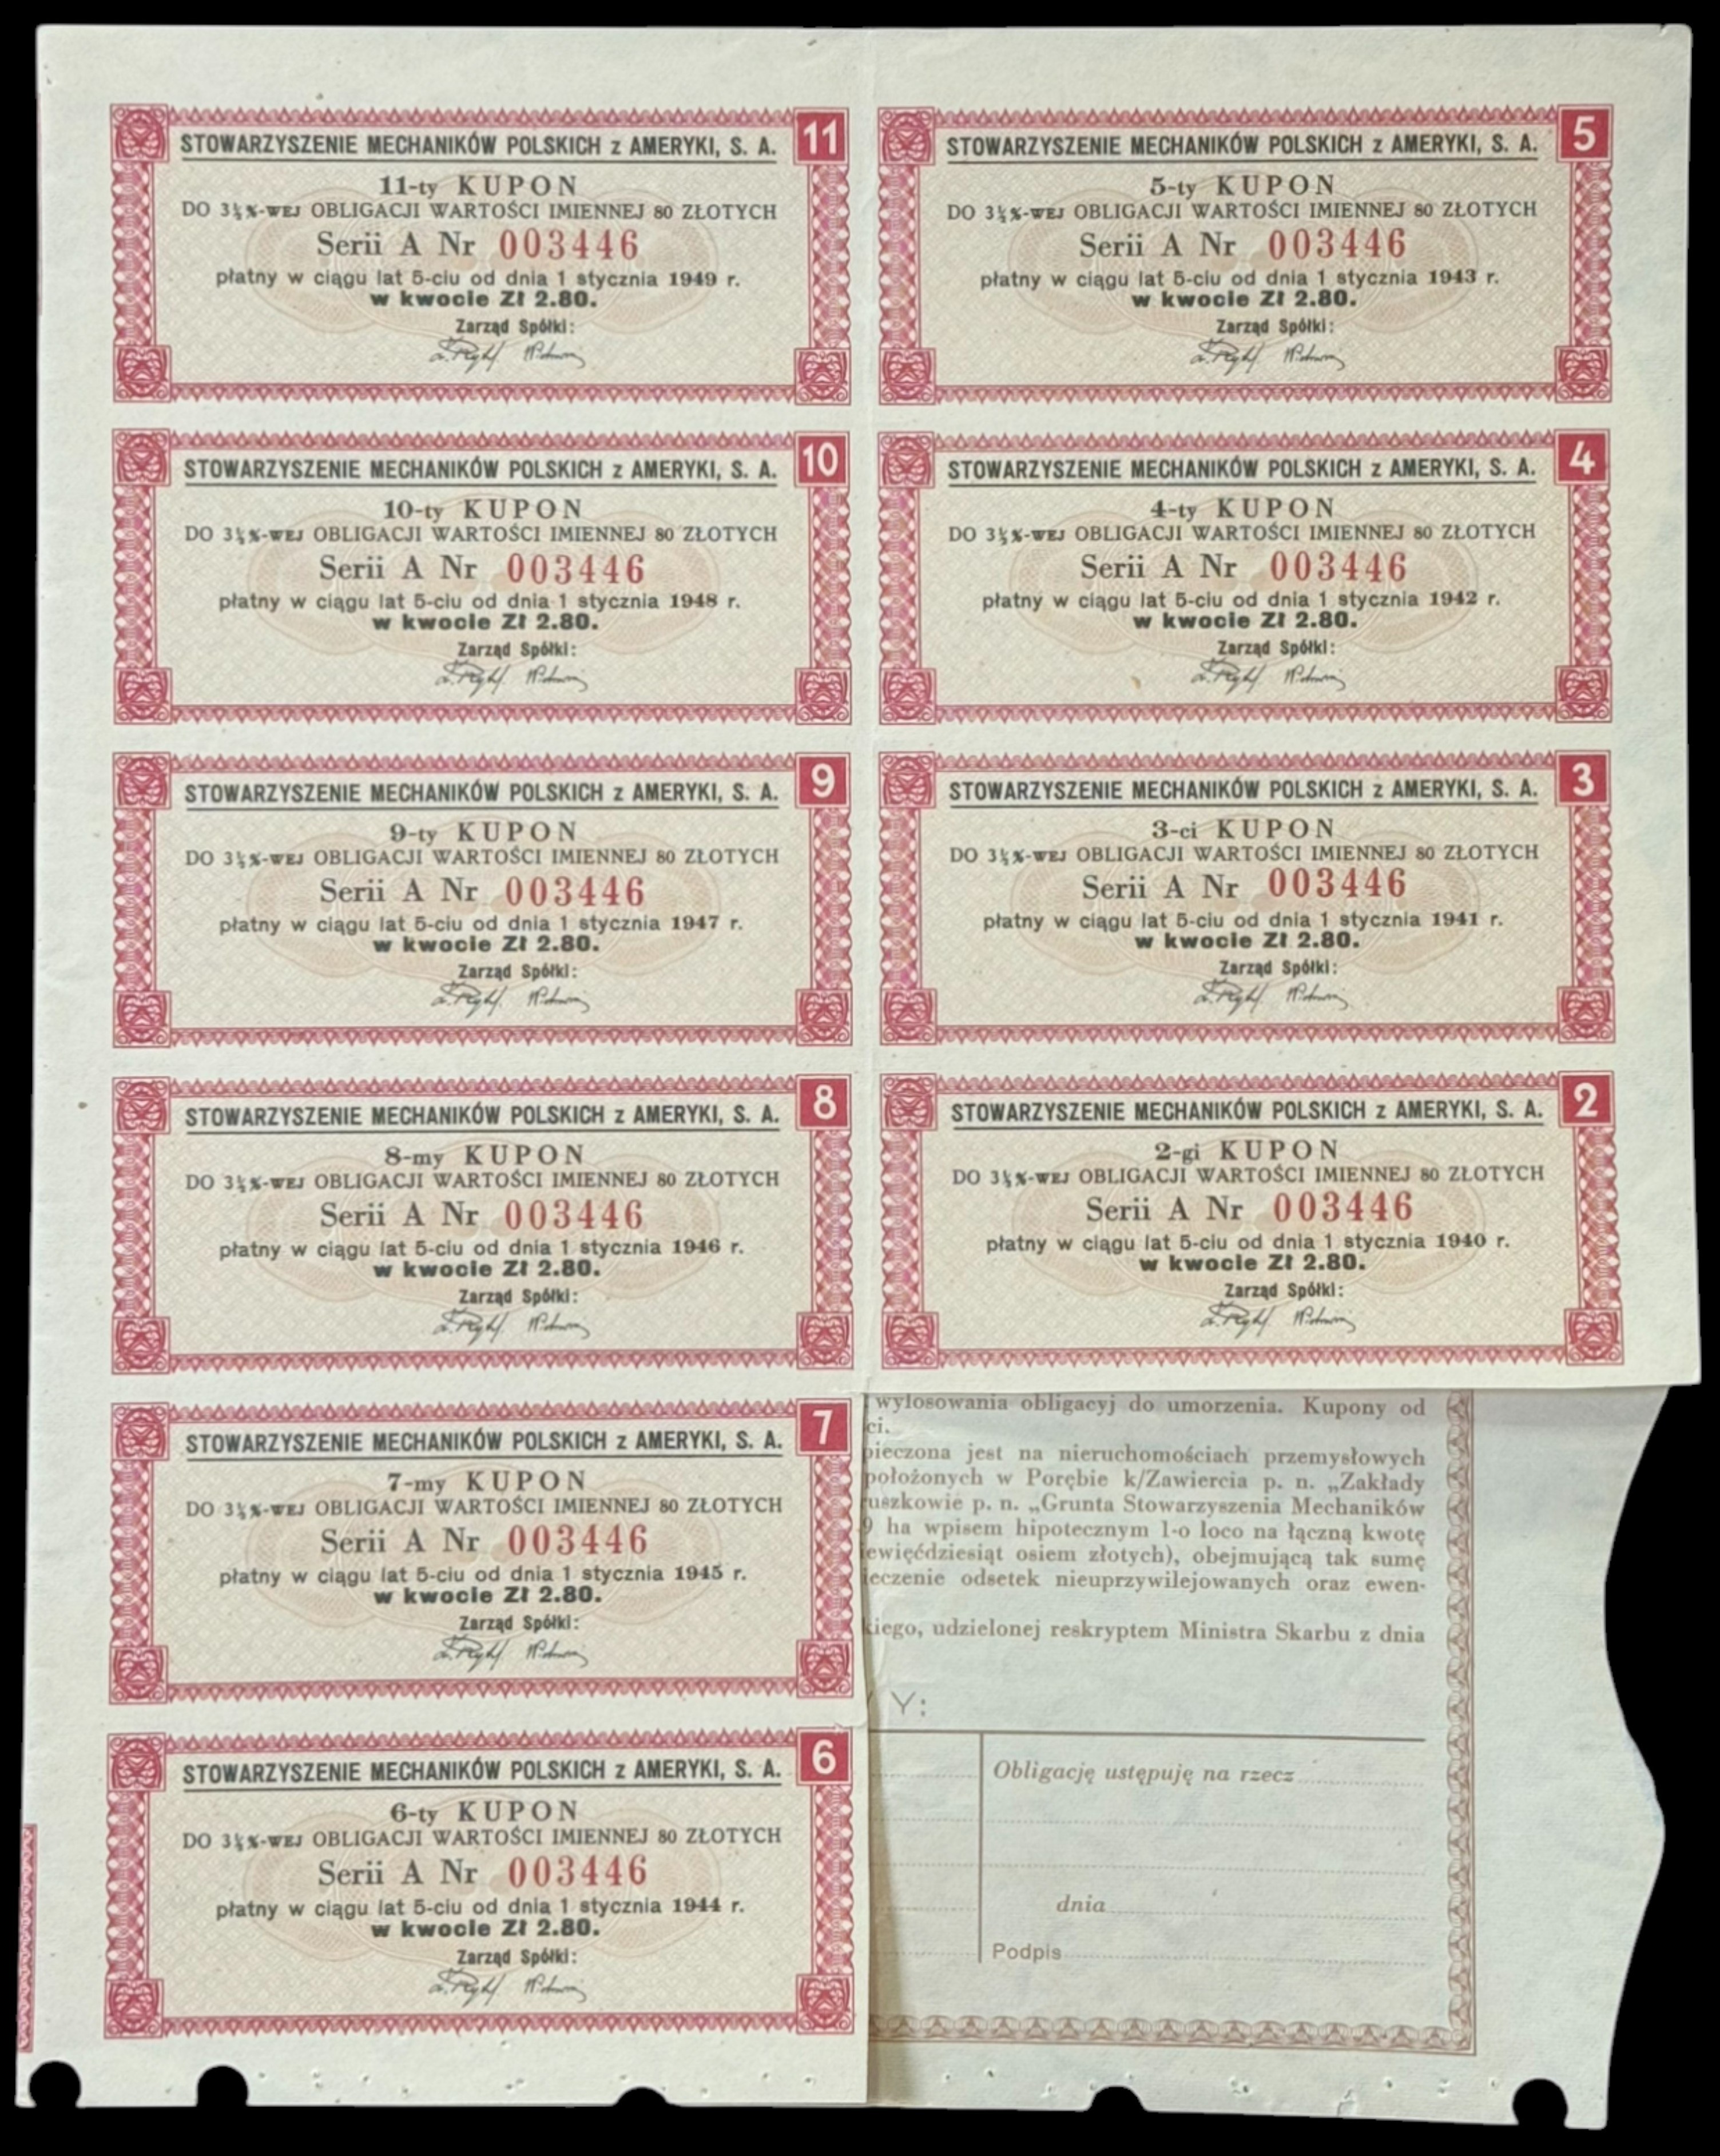 11
STOWARZYSZENIE MECHANIKÓW POLSKICH z AMERYKI, S. A.
11-ty KUPON
DO 3½%-WEJ OBLIGACJI WARTOŚCI IMIENNEJ 80 ZŁOTYCH
Serii A Nr 003446
płatny w ciągu lat 5-ciu od dnia 1 stycznia 1949 r.
w kwocie Zł 2.80.
Zarząd Spółki:
10
STOWARZYSZENIE MECHANIKÓW POLSKICH z AMERYKI, S. A.
10-ty KUPON
DO 3½%-WEJ OBLIGACJI WARTOŚCI IMIENNEJ 80 ZŁOTYCH
Serii A Nr 003446
płatny w ciągu lat 5-ciu od dnia 1 stycznia 1948 r.
w kwocie Zł 2.80.
Zarząd Spółki:
9
STOWARZYSZENIE MECHANIKÓW POLSKICH z AMERYKI, S. A.
9-ty KUPON
DO 3½%-WEJ OBLIGACJI WARTOŚCI IMIENNEJ 80 ZŁOTYCH
Serii A Nr 003446
płatny w ciągu lat 5-ciu od dnia 1 stycznia 1947 r.
w kwocie Zł 2.80.
Zarząd Spółki:
8
STOWARZYSZENIE MECHANIKÓW POLSKICH z AMERYKI, S. A.
8-my KUPON
DO 3½%-WEJ OBLIGACJI WARTOŚCI IMIENNEJ 80 ZŁOTYCH
Serii A Nr 003446
płatny w ciągu lat 5-ciu od dnia 1 stycznia 1946 r.
w kwocie Zł 2.80.
Zarząd Spółki:
7
STOWARZYSZENIE MECHANIKÓW POLSKICH z AMERYKI, S. A.
7-my KUPON
DO 3½%-WEJ OBLIGACJI WARTOŚCI IMIENNEJ 80 ZŁOTYCH
Serii A Nr 003446
płatny w ciągu lat 5-ciu od dnia 1 stycznia 1945 r.
w kwocie Zł 2.80.
Zarząd Spółki:
6
STOWARZYSZENIE MECHANIKÓW POLSKICH z AMERYKI, S. A.
6-ty KUPON
DO 3½%-WEJ OBLIGACJI WARTOŚCI IMIENNEJ 80 ZŁOTYCH
Serii A Nr 003446
płatny w ciągu lat 5-ciu od dnia 1 stycznia 1944 r.
w kwocie Zł 2.80.
Zarząd Spółki:
5
STOWARZYSZENIE MECHANIKÓW POLSKICH z AMERYKI, S. A.
5-ty KUPON
DO 3½%-WEJ OBLIGACJI WARTOŚCI IMIENNEJ 80 ZŁOTYCH
Serii A Nr 003446
płatny w ciągu lat 5-ciu od dnia 1 stycznia 1943 r.
w kwocie Zł 2.80.
Zarząd Spółki:
4
STOWARZYSZENIE MECHANIKÓW POLSKICH z AMERYKI, S. A.
4-ty KUPON
DO 3½%-WEJ OBLIGACJI WARTOŚCI IMIENNEJ 80 ZŁOTYCH
Serii A Nr 003446
płatny w ciągu lat 5-ciu od dnia 1 stycznia 1942 r.
w kwocie Zł 2.80.
Zarząd Spółki:
3
STOWARZYSZENIE MECHANIKÓW POLSKICH z AMERYKI, S. A.
3-ci KUPON
DO 3½%-WEJ OBLIGACJI WARTOŚCI IMIENNEJ 80 ZŁOTYCH
Serii A Nr 003446
płatny w ciągu lat 5-ciu od dnia 1 stycznia 1941 r.
w kwocie Zł 2.80.
Zarząd Spółki:
2
STOWARZYSZENIE MECHANIKÓW POLSKICH z AMERYKI, S. A.
2-gi KUPON
DO 3½%-WEJ OBLIGACJI WARTOŚCI IMIENNEJ 80 ZŁOTYCH
Serii A Nr 003446
płatny w ciągu lat 5-ciu od dnia 1 stycznia 1940 r.
w kwocie Zł 2.80.
Zarząd Spółki:
wylosowania obligacyj do umorzenia. Kupony od
ci.
pieczona jest na nieruchomościach przemysłowych
położonych w Porębie k/Zawiercia p. n. „Zakłady
uszkowie p. n. „Grunta Stowarzyszenia Mechaników
9 ha wpisem hipotecznym 1-o loco na łączną kwotę
ewięćdziesiąt osiem złotych), obejmującą tak sumę
ieczenie odsetek nieuprzywilejowanych oraz ewen-
kiego, udzielonej reskryptem Ministra Skarbu z dnia
Y:
Obligację ustępuję na rzecz
dnia
Podpis